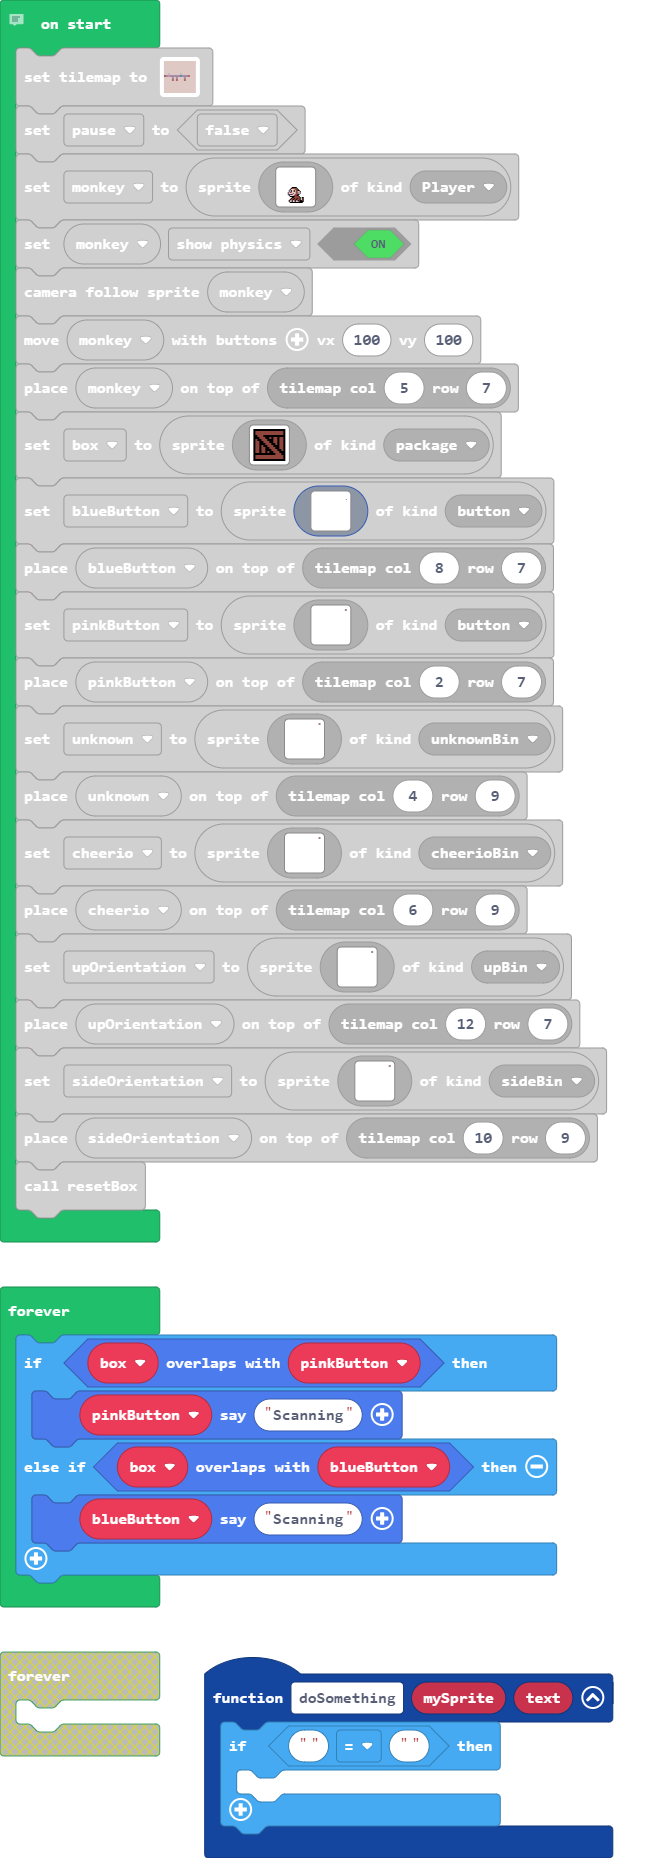 on start
set tilemap to
set pause to false
set monkey to sprite of kind Player
set monkey show physics ON
camera follow sprite monkey
move monkey with buttons vx 100 vy 100
place monkey on top of tilemap col 5 row 7
set box to sprite of kind package
set blueButton to sprite of kind button
place blueButton on top of tilemap col 8 row 7
set pinkButton to sprite of kind button
place pinkButton on top of tilemap col 2 row 7
set unknown to sprite of kind unknownBin
place unknown on top of tilemap col 4 row 9
set cheerio to sprite of kind cheerioBin
place cheerio on top of tilemap col 6 row 9
set upOrientation to sprite of kind upBin
place upOrientation on top of tilemap col 12 row 7
set sideOrientation to sprite of kind sideBin
place sideOrientation on top of tilemap col 10 row 9
call resetBox
forever
if box overlaps with pinkButton then
pinkButton say "Scanning"
else if box overlaps with blueButton then
blueButton say "Scanning"
forever
function doSomething mySprite text
if " " = " " then